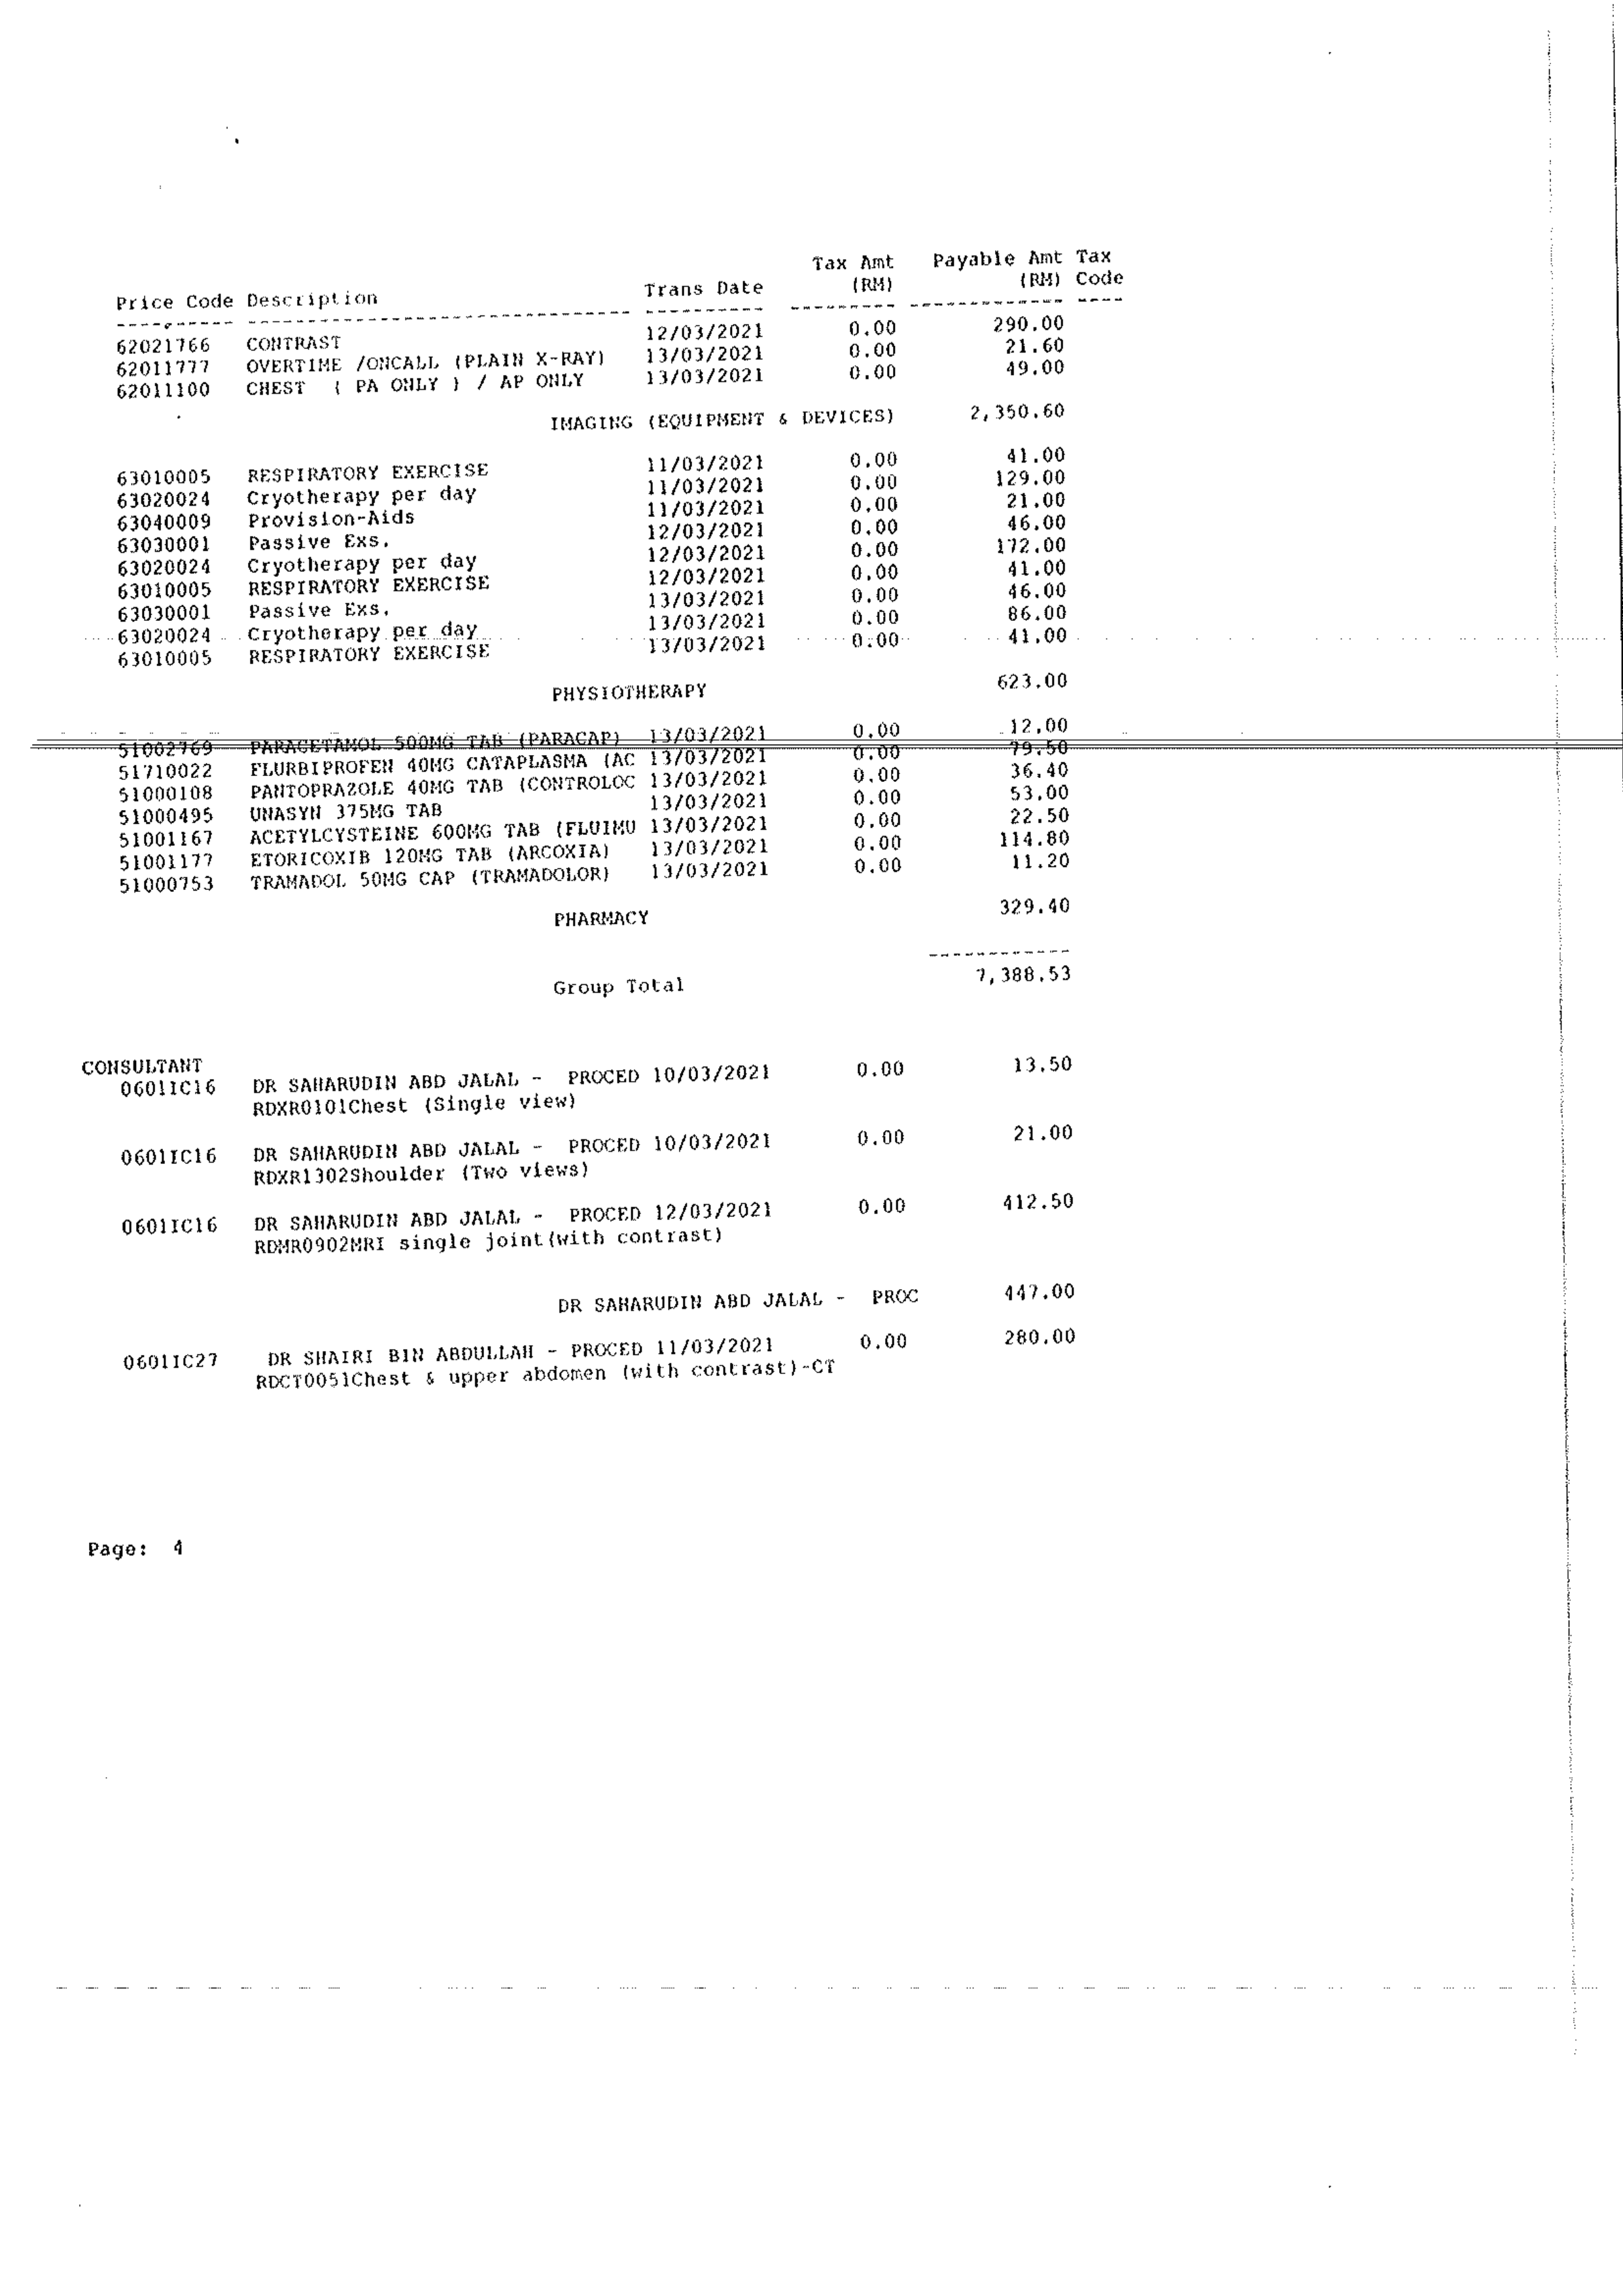 Tax Amt Payable Amt Tax
Price Code Description Trans Date (RM) (RM) Code
62021766 CONTRAST 12/03/2021 0.00 290.00
62011777 OVERTIME /ONCALL (PLAIN X-RAY) 13/03/2021 0.00 21.60
62011100 CHEST ( PA ONLY ) / AP ONLY 13/03/2021 0.00 49.00
IMAGING (EQUIPMENT & DEVICES) 2,350.60
63010005 RESPIRATORY EXERCISE 11/03/2021 0.00 41.00
63020024 Cryotherapy per day 11/03/2021 0.00 129.00
63040009 Provision-Aids 11/03/2021 0.00 21.00
63030001 Passive Exs. 12/03/2021 0.00 46.00
63020024 Cryotherapy per day 12/03/2021 0.00 172.00
63010005 RESPIRATORY EXERCISE 12/03/2021 0.00 41.00
63030001 Passive Exs. 13/03/2021 0.00 46.00
63020024 Cryotherapy per day 13/03/2021 0.00 86.00
63010005 RESPIRATORY EXERCISE 13/03/2021 0.00 41.00
PHYSIOTHERAPY 623.00
51002769 PARACETAMOL 500MG TAB (PARACAP) 13/03/2021 0.00 12.00
51710022 FLURBIPROFEN 40MG CATAPLASMA (AC 13/03/2021 0.00 79.50
51000108 PANTOPRAZOLE 40MG TAB (CONTROLOC 13/03/2021 0.00 36.40
51000495 UNASYN 375MG TAB 13/03/2021 0.00 53.00
51001167 ACETYLCYSTEINE 600MG TAB (FLUIMU 13/03/2021 0.00 22.50
51001177 ETORICOXIB 120MG TAB (ARCOXIA) 13/03/2021 0.00 114.80
51000753 TRAMADOL 50MG CAP (TRAMADOLOR) 13/03/2021 0.00 11.20
PHARMACY 329.40
Group Total 7,388.53
CONSULTANT
06011C16 DR SAHARUDIN ABD JALAL - PROCED 10/03/2021 0.00 13.50
RDXR0101Chest (Single view)
06011C16 DR SAHARUDIN ABD JALAL - PROCED 10/03/2021 0.00 21.00
RDXR1302Shoulder (Two views)
06011C16 DR SAHARUDIN ABD JALAL - PROCED 12/03/2021 0.00 412.50
RDMR0902MRI single joint(with contrast)
DR SAHARUDIN ABD JALAL - PROC 447.00
06011C27 DR SHAIRI BIN ABDULLAH - PROCED 11/03/2021 0.00 280.00
RDCT0051Chest & upper abdomen (with contrast)-CT
Page: 4